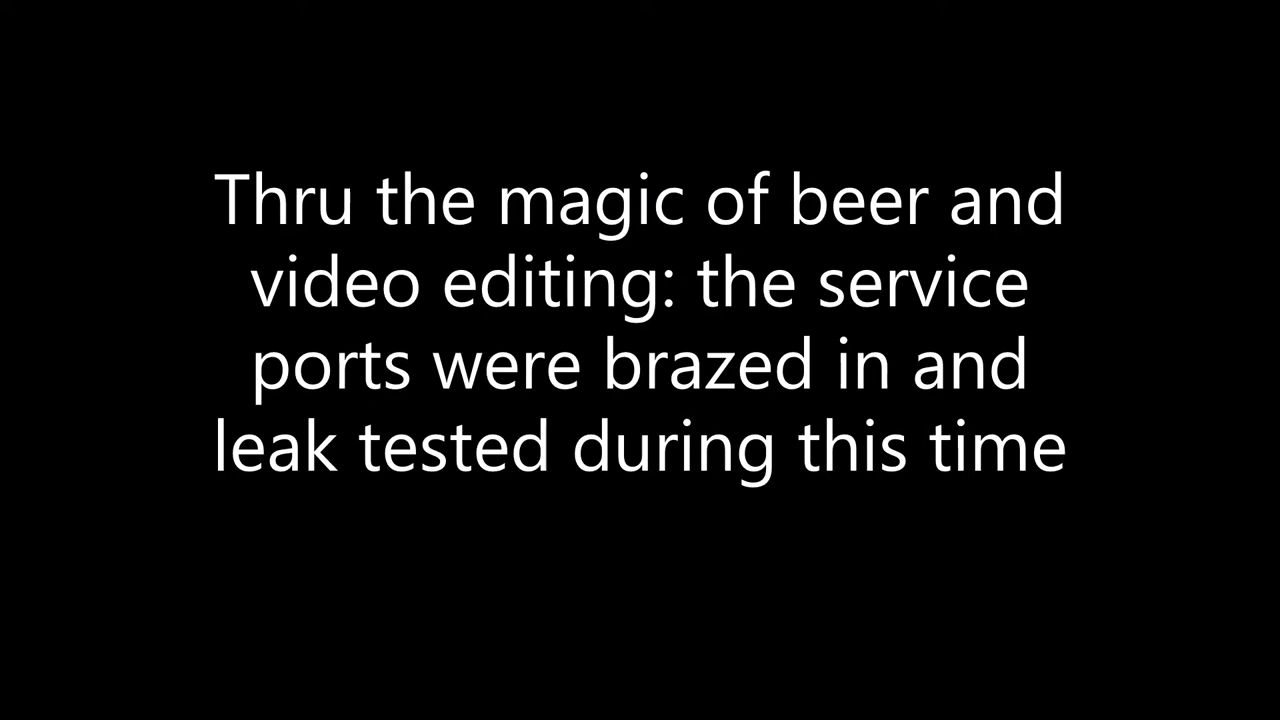 Thru the magic of beer and
video editing: the service
ports were brazed in and
leak tested during this time